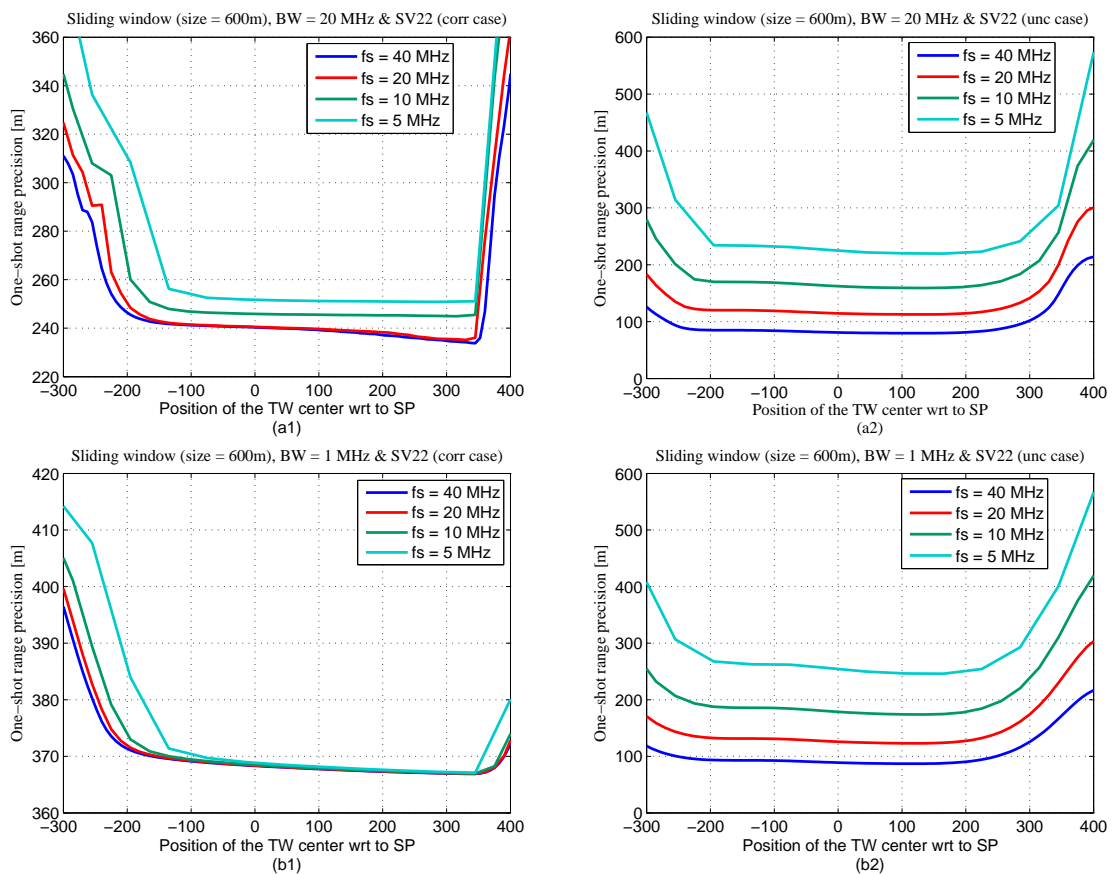 Sliding window (size = 600m), BW = 20 MHz & SV22 (corr case)
360
340
320
300
280
260
240
220
One−shot range precision [m]
fs = 40 MHz
fs = 20 MHz
fs = 10 MHz
fs = 5 MHz
−300 −200 −100 0 100 200 300 400
Position of the TW center wrt to SP
(a1)
Sliding window (size = 600m), BW = 20 MHz & SV22 (unc case)
600
500
400
300
200
100
0
One−shot range precision [m]
fs = 40 MHz
fs = 20 MHz
fs = 10 MHz
fs = 5 MHz
−300 −200 −100 0 100 200 300 400
Position of the TW center wrt to SP
(a2)
Sliding window (size = 600m), BW = 1 MHz & SV22 (corr case)
420
410
400
390
380
370
360
One−shot range precision [m]
fs = 40 MHz
fs = 20 MHz
fs = 10 MHz
fs = 5 MHz
−300 −200 −100 0 100 200 300 400
Position of the TW center wrt to SP
(b1)
Sliding window (size = 600m), BW = 1 MHz & SV22 (unc case)
600
500
400
300
200
100
0
One−shot range precision [m]
fs = 40 MHz
fs = 20 MHz
fs = 10 MHz
fs = 5 MHz
−300 −200 −100 0 100 200 300 400
Position of the TW center wrt to SP
(b2)